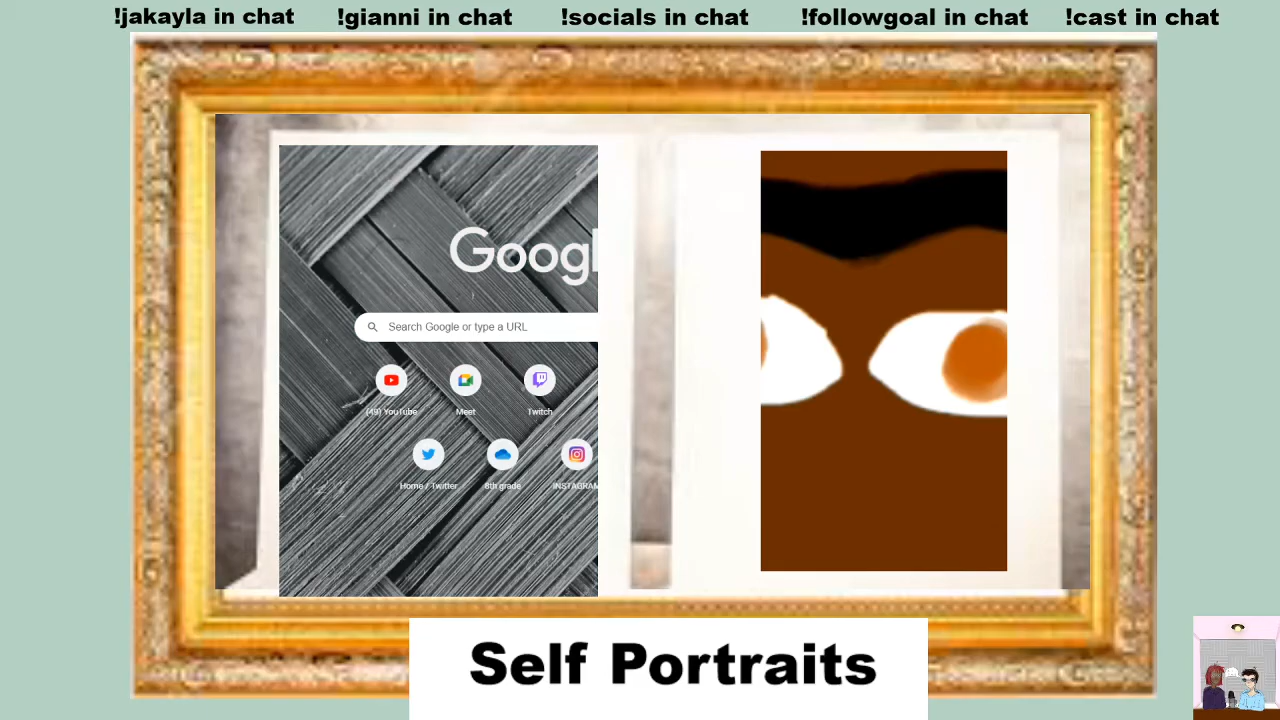 !jakayla in chat !gianni in chat !socials in chat !followgoal in chat !cast in chat
Googl
Search Google or type a URL
(49) YouTube Meet Twitch
Home / Twitter 8th grade INSTAGRAM
Self Portraits